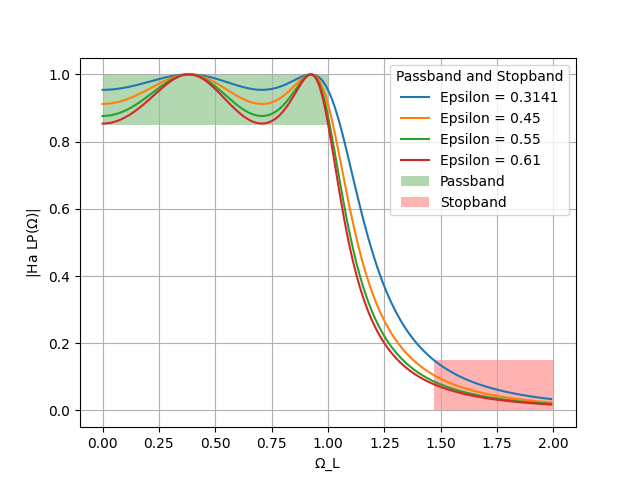 Passband and Stopband
Epsilon = 0.3141
Epsilon = 0.45
Epsilon = 0.55
Epsilon = 0.61
Passband
Stopband
|Ha LP(Ω)|
1.0
0.8
0.6
0.4
0.2
0.0
0.00 0.25 0.50 0.75 1.00 1.25 1.50 1.75 2.00
Ω_L